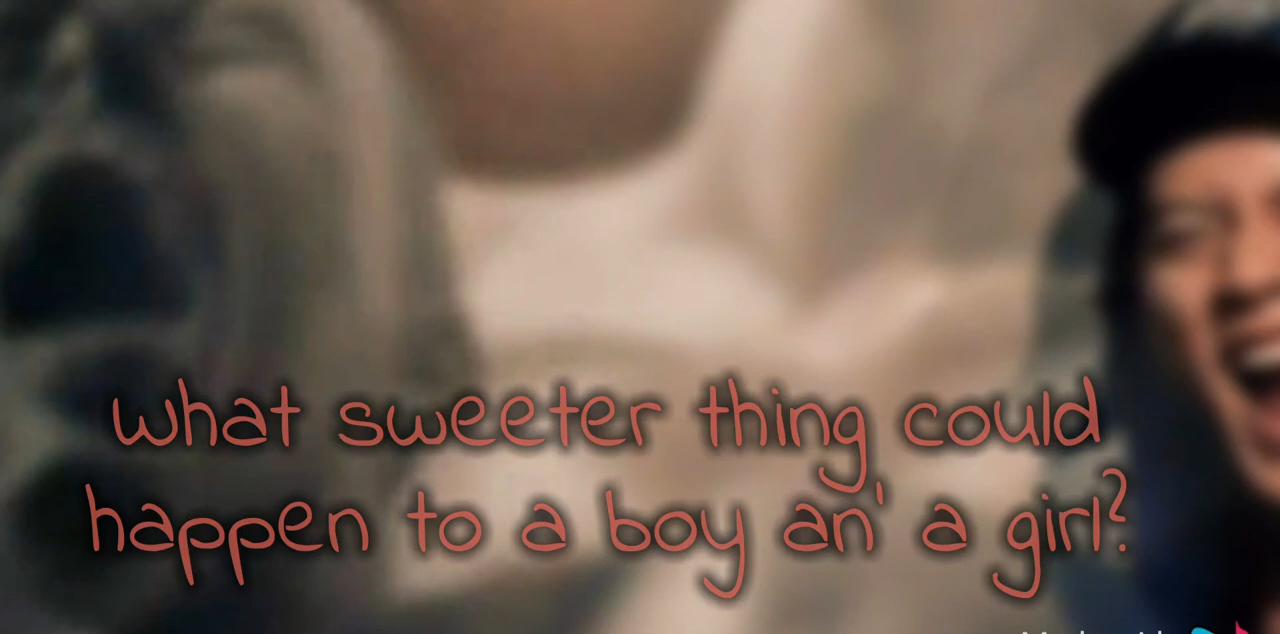 what sweeter thing could
happen to a boy an' a girl?